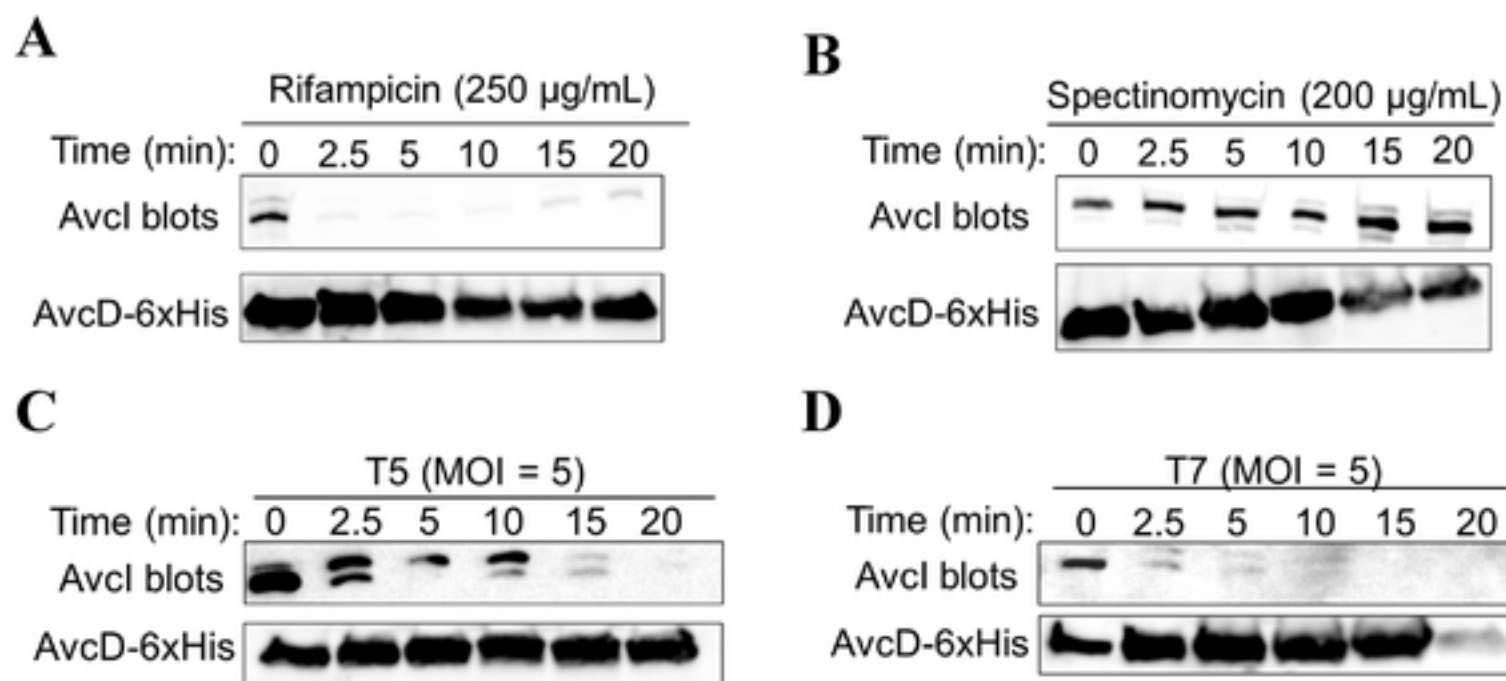 A
Rifampicin (250 µg/mL)
Time (min): 0 2.5 5 10 15 20
AvcI blots
AvcD-6xHis
B
Spectinomycin (200 µg/mL)
Time (min): 0 2.5 5 10 15 20
AvcI blots
AvcD-6xHis
C
T5 (MOI = 5)
Time (min): 0 2.5 5 10 15 20
AvcI blots
AvcD-6xHis
D
T7 (MOI = 5)
Time (min): 0 2.5 5 10 15 20
AvcI blots
AvcD-6xHis